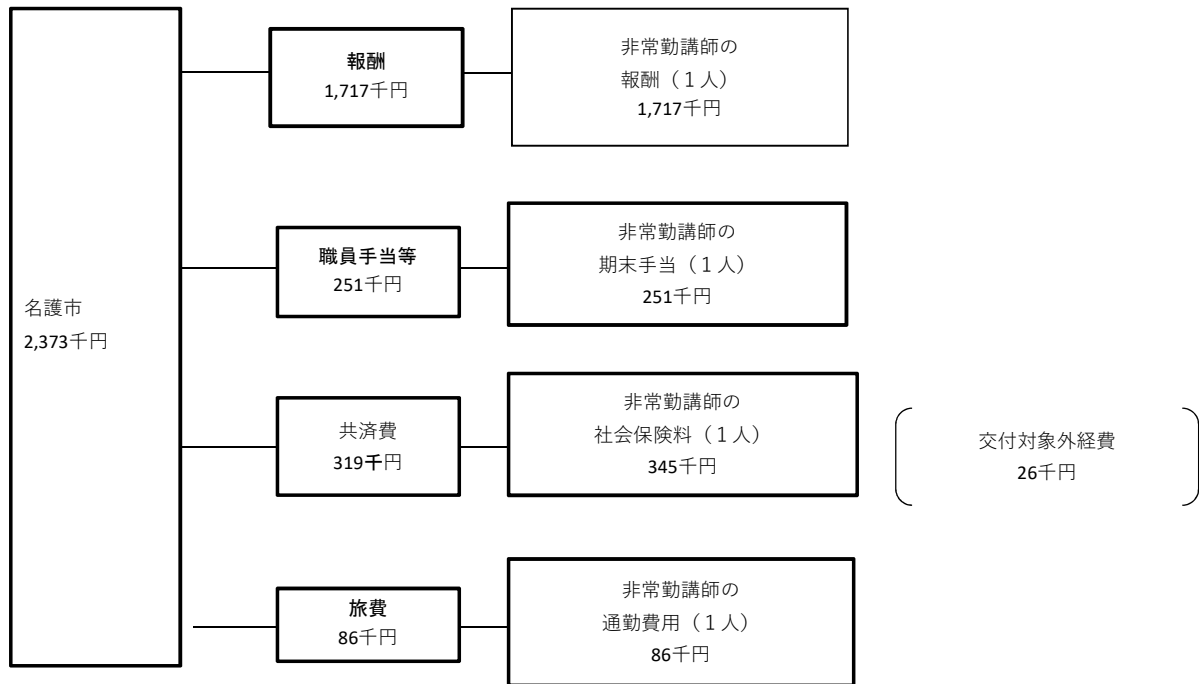 名護市
2,373千円
報酬
1,717千円
非常勤講師の
報酬（１人）
1,717千円
職員手当等
251千円
非常勤講師の
期末手当（１人）
251千円
共済費
319千円
非常勤講師の
社会保険料（１人）
345千円
交付対象外経費
26千円
旅費
86千円
非常勤講師の
通勤費用（１人）
86千円